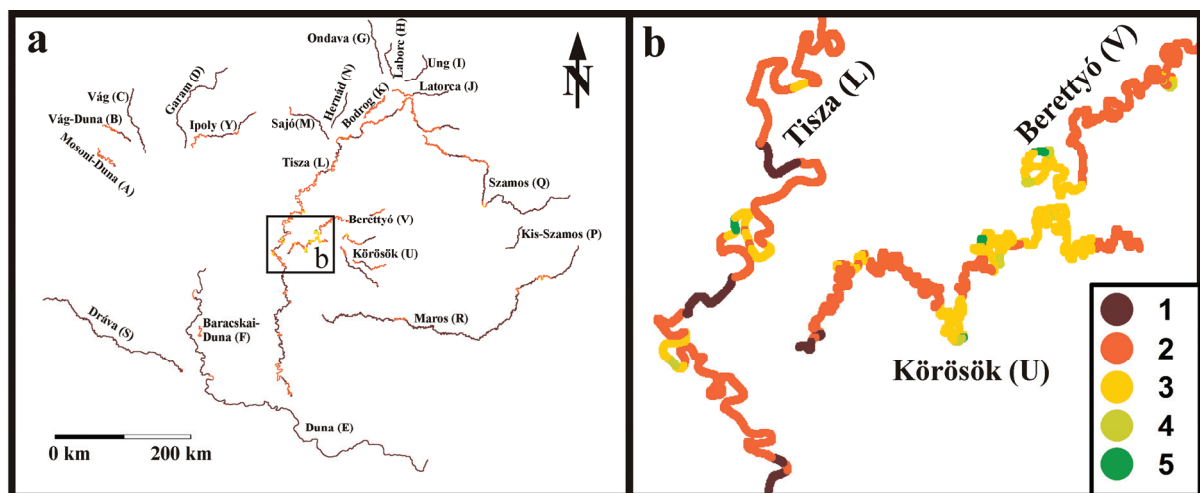 a
Ondava (G)
Laborc (H)
Ung (I)
N
Latorca (J)
Vág (C)
Garam (D)
Hernád (N)
Bodrog (K)
Vág-Duna (B)
Ipoly (Y)
Sajó(M)
Mosoni-Duna (A)
Tisza (L)
Szamos (Q)
Berettyó (V)
Kis-Szamos (P)
b
Körösök (U)
Dráva (S)
Baracskai-
Duna (F)
Maros (R)
Duna (E)
0 km 200 km
b
Tisza (L)
Berettyó (V)
Körösök (U)
1
2
3
4
5